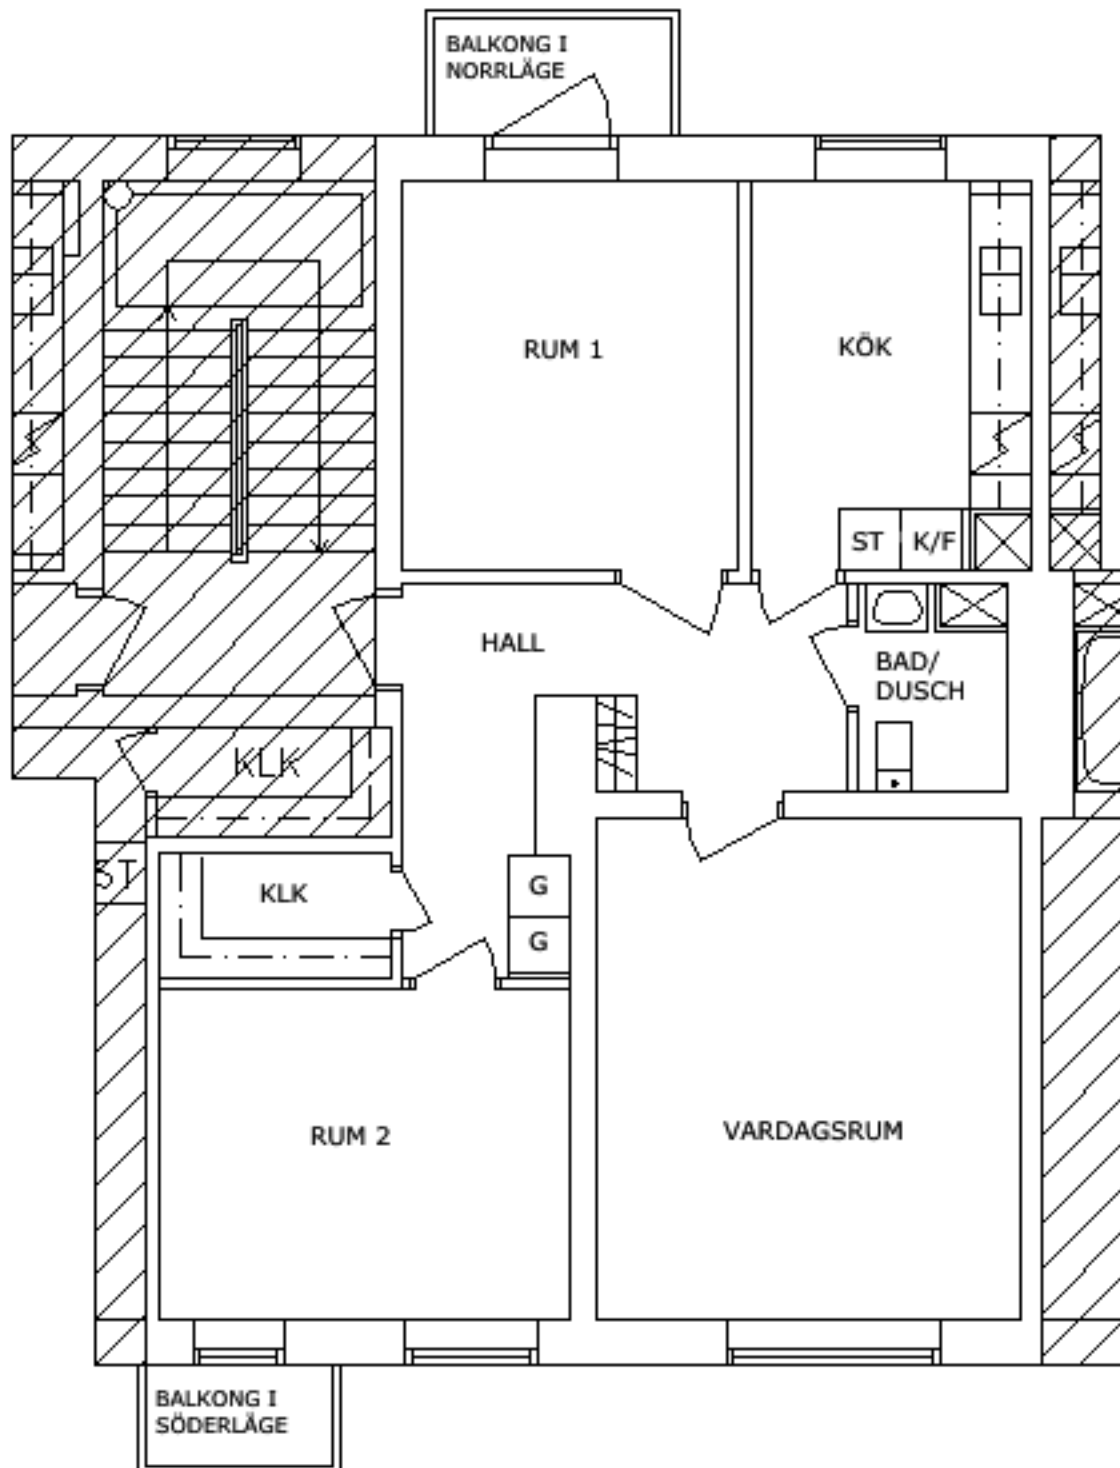 BALKONG I
NORRLÄGE
RUM 1
KÖK
ST
K/F
HALL
BAD/
DUSCH
KLK
ST
KLK
G
G
RUM 2
VARDAGSRUM
BALKONG I
SÖDERLÄGE